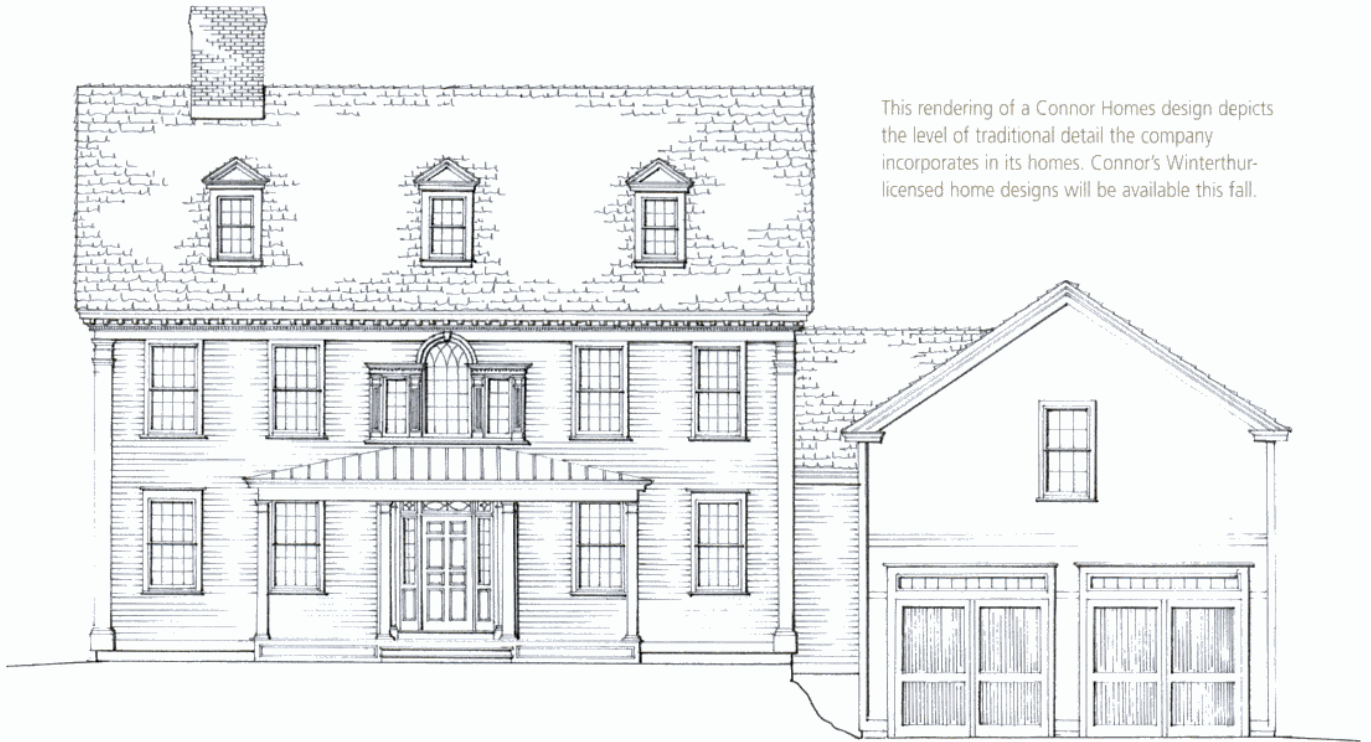 This rendering of a Connor Homes design depicts
the level of traditional detail the company
incorporates in its homes. Connor's Winterthur-
licensed home designs will be available this fall.